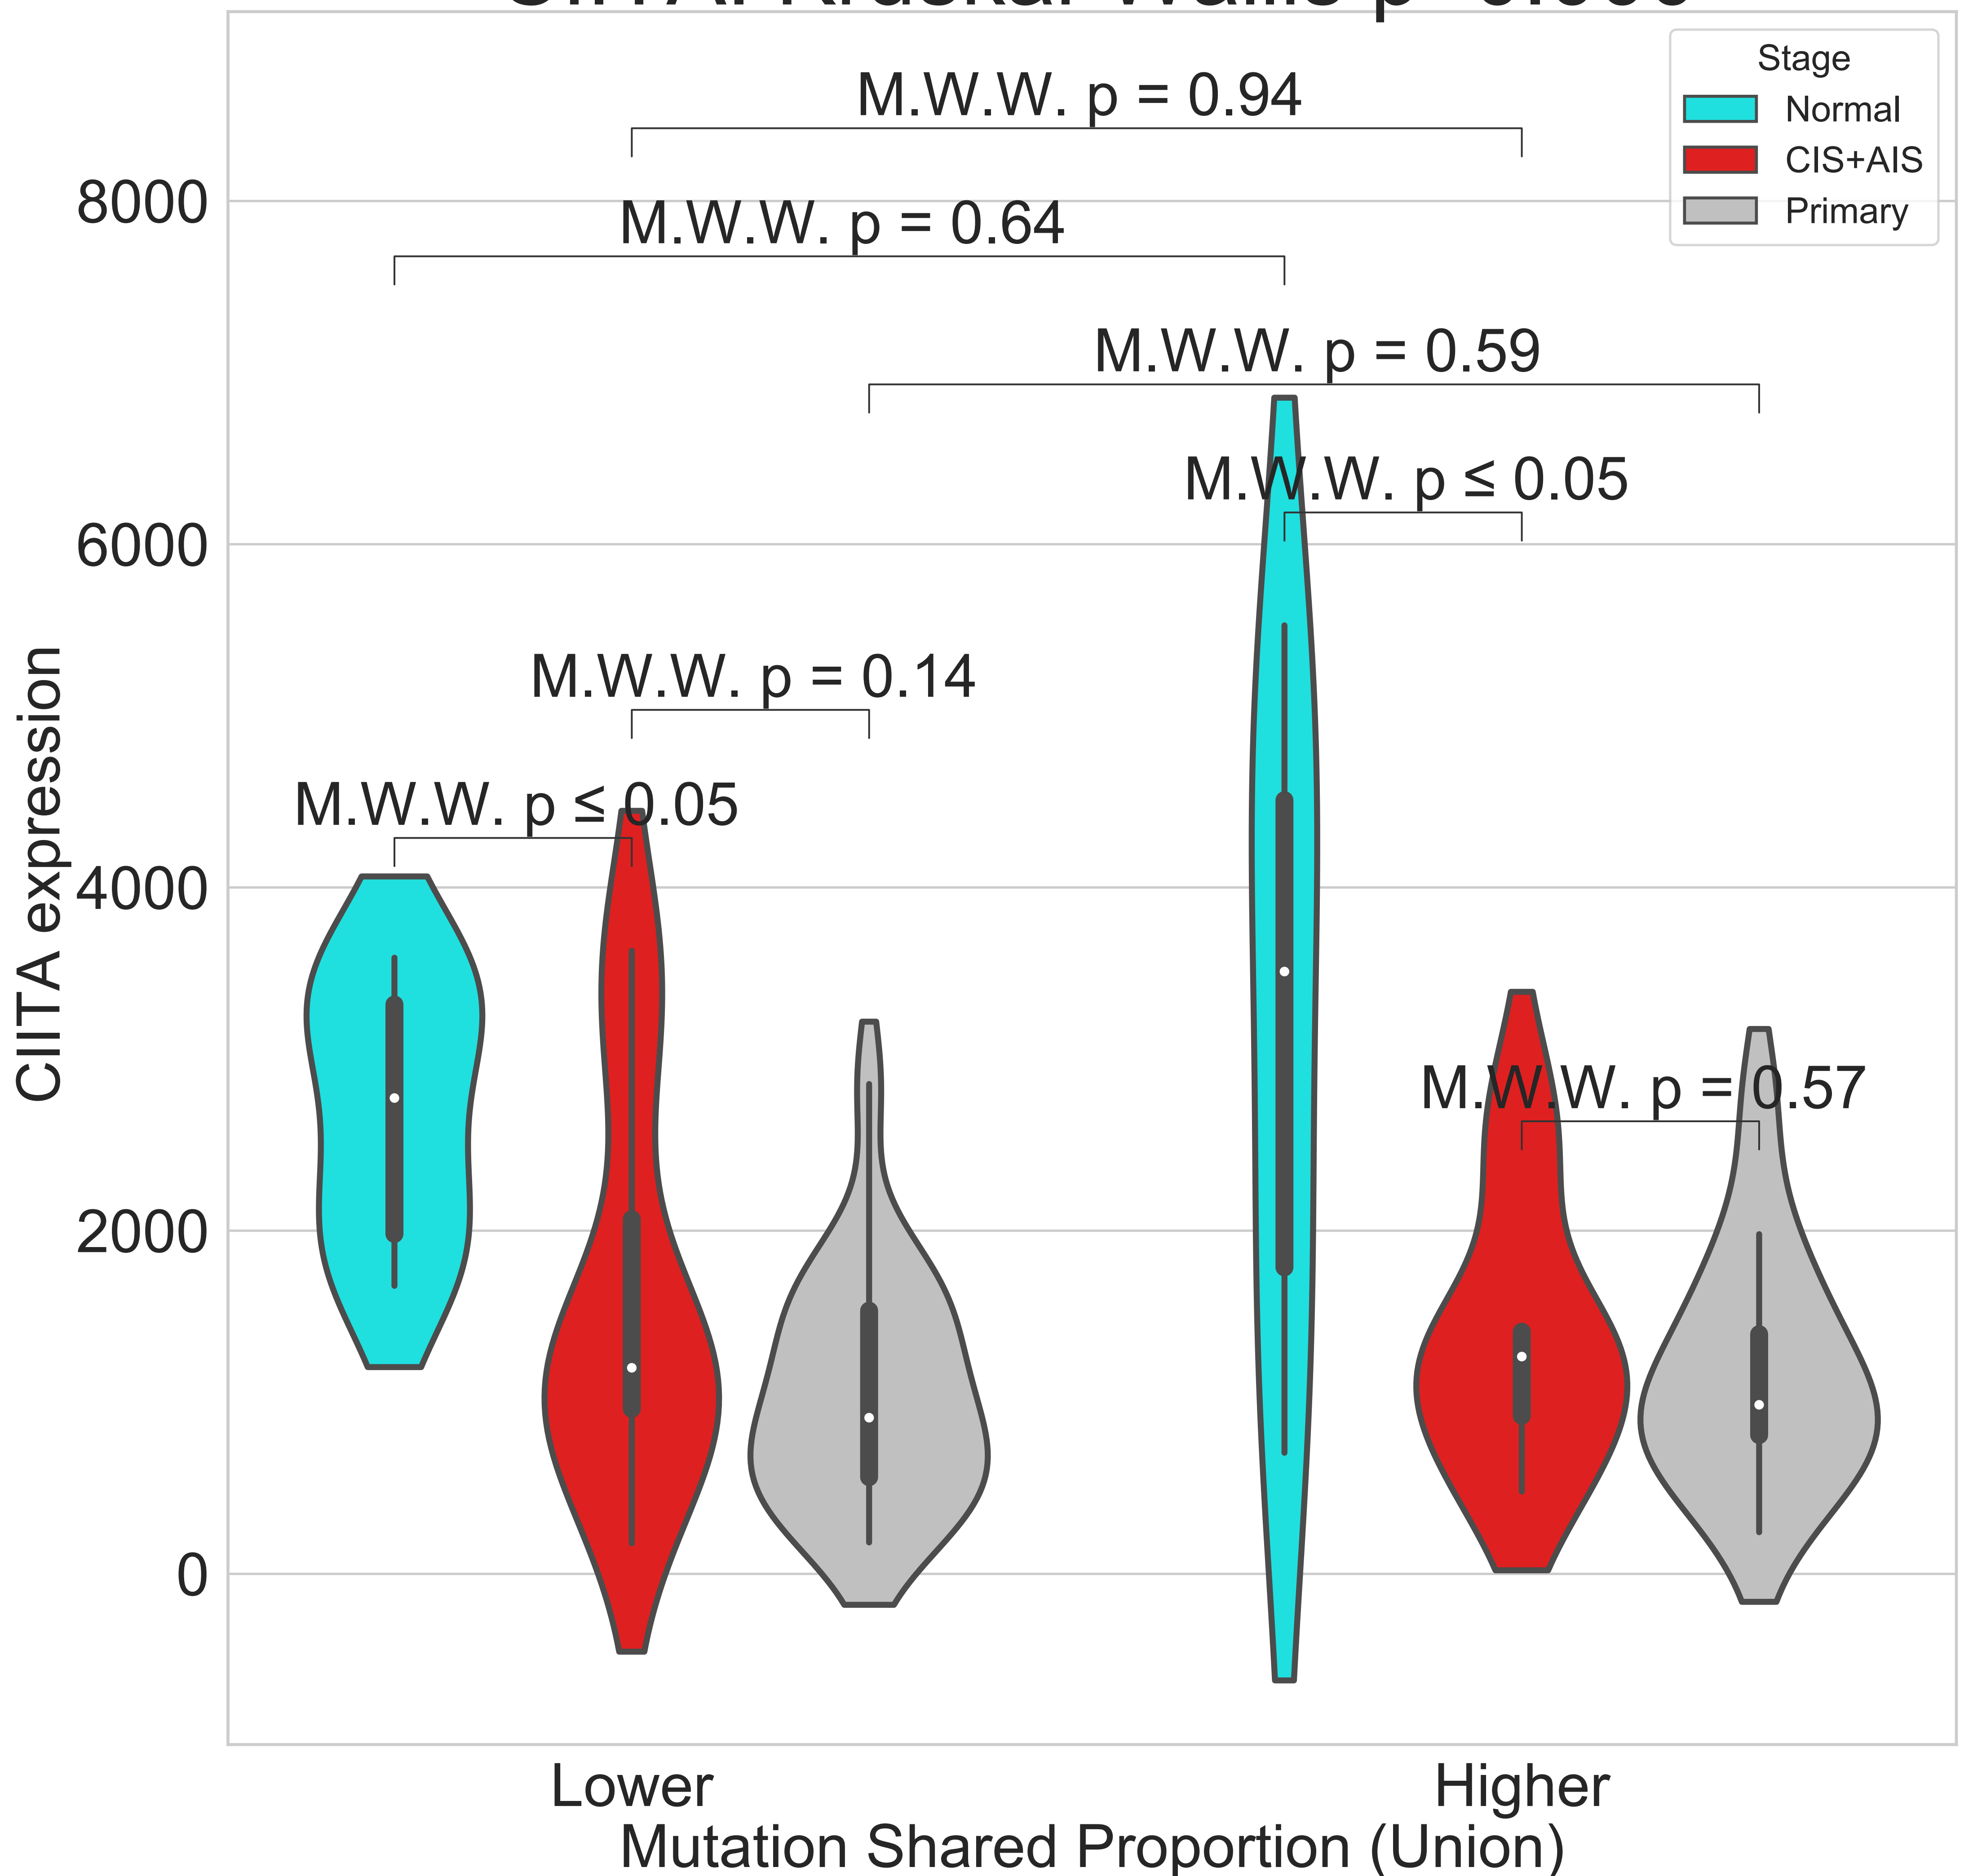 Stage
Normal
CIS+AIS
Primary
M.W.W. p = 0.94
M.W.W. p = 0.64
M.W.W. p = 0.59
M.W.W. p ≤ 0.05
M.W.W. p = 0.14
M.W.W. p ≤ 0.05
M.W.W. p = 0.57
8000
6000
4000
2000
0
CIITA expression
Lower
Higher
Mutation Shared Proportion (Union)